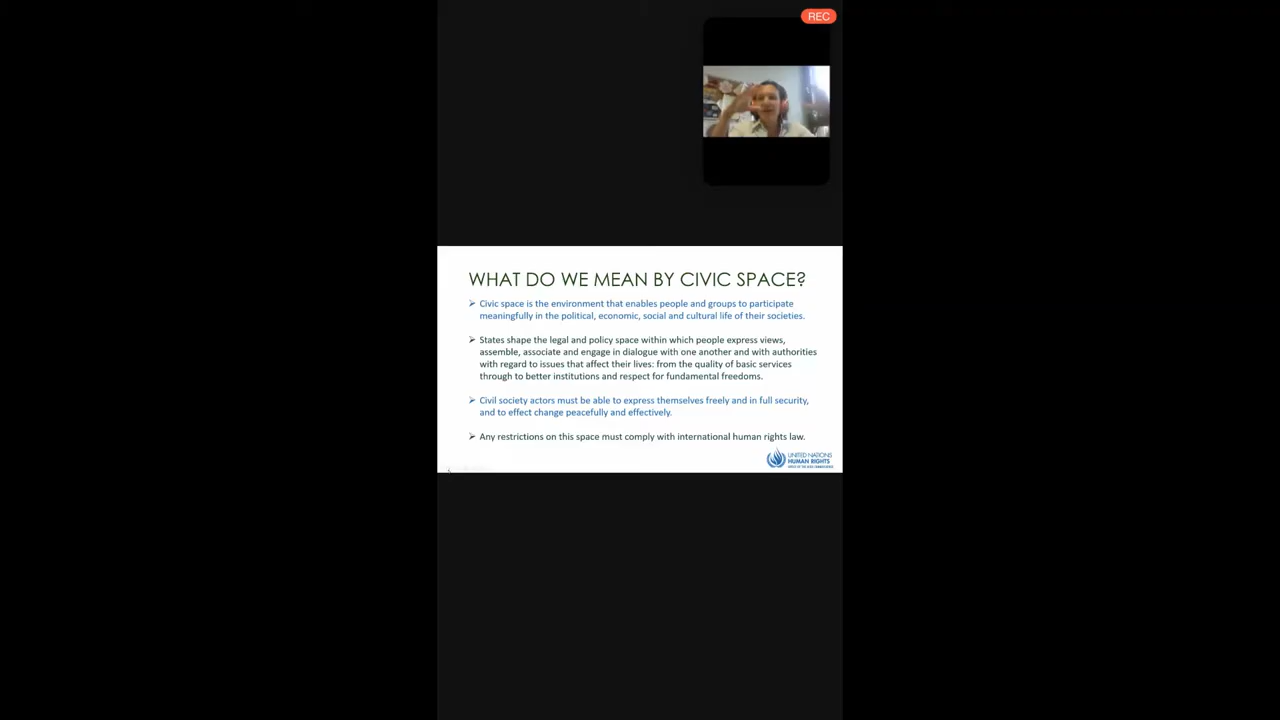 REC
WHAT DO WE MEAN BY CIVIC SPACE?
➢ Civic space is the environment that enables people and groups to participate
meaningfully in the political, economic, social and cultural life of their societies.
➢ States shape the legal and policy space within which people express views,
assemble, associate and engage in dialogue with one another and with authorities
with regard to issues that affect their lives: from the quality of basic services
through to better institutions and respect for fundamental freedoms.
➢ Civil society actors must be able to express themselves freely and in full security,
and to effect change peacefully and effectively.
➢ Any restrictions on this space must comply with international human rights law.
UNITED NATIONS
HUMAN RIGHTS
OFFICE OF THE HIGH COMMISSIONER